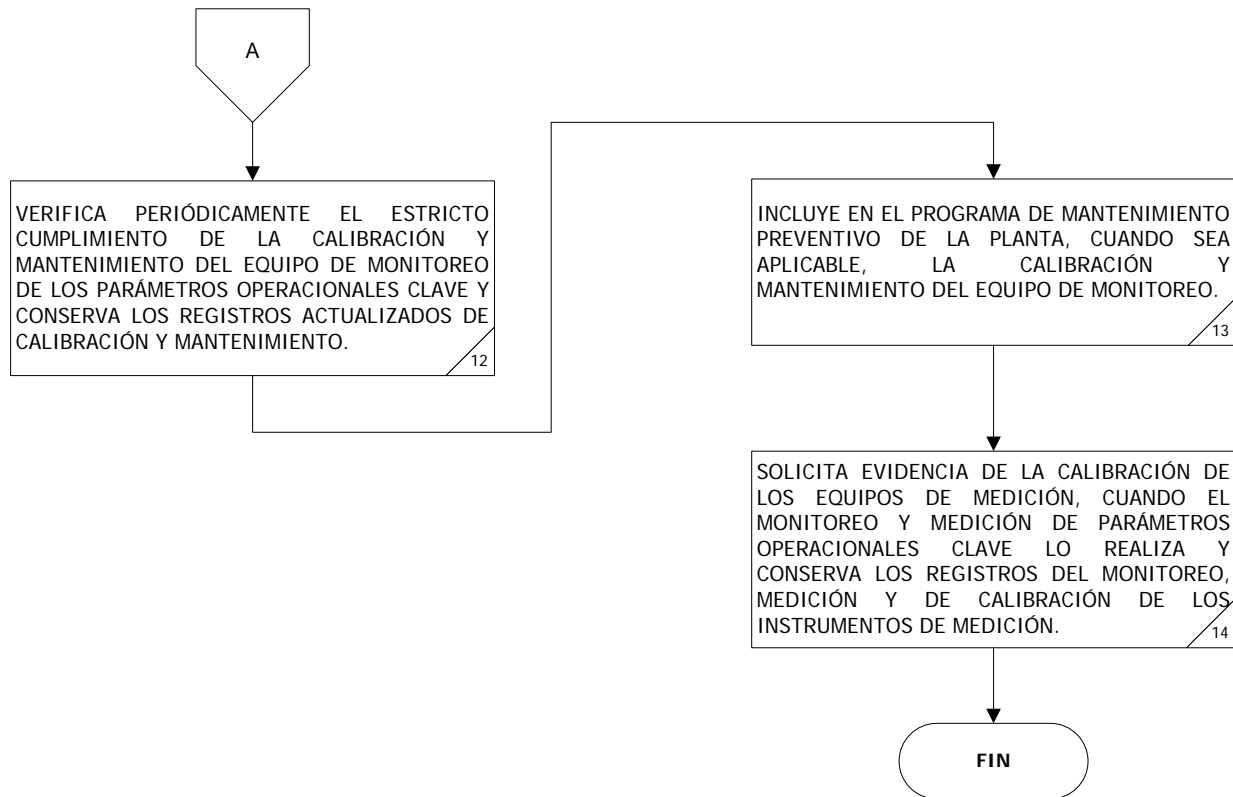 A
VERIFICA PERIÓDICAMENTE EL ESTRICTO
CUMPLIMIENTO DE LA CALIBRACIÓN Y
MANTENIMIENTO DEL EQUIPO DE MONITOREO
DE LOS PARÁMETROS OPERACIONALES CLAVE Y
CONSERVA LOS REGISTROS ACTUALIZADOS DE
CALIBRACIÓN Y MANTENIMIENTO.
12
INCLUYE EN EL PROGRAMA DE MANTENIMIENTO
PREVENTIVO DE LA PLANTA, CUANDO SEA
APLICABLE, LA CALIBRACIÓN Y
MANTENIMIENTO DEL EQUIPO DE MONITOREO.
13
SOLICITA EVIDENCIA DE LA CALIBRACIÓN DE
LOS EQUIPOS DE MEDICIÓN, CUANDO EL
MONITOREO Y MEDICIÓN DE PARÁMETROS
OPERACIONALES CLAVE LO REALIZA Y
CONSERVA LOS REGISTROS DEL MONITOREO,
MEDICIÓN Y DE CALIBRACIÓN DE LOS
INSTRUMENTOS DE MEDICIÓN.
14
FIN